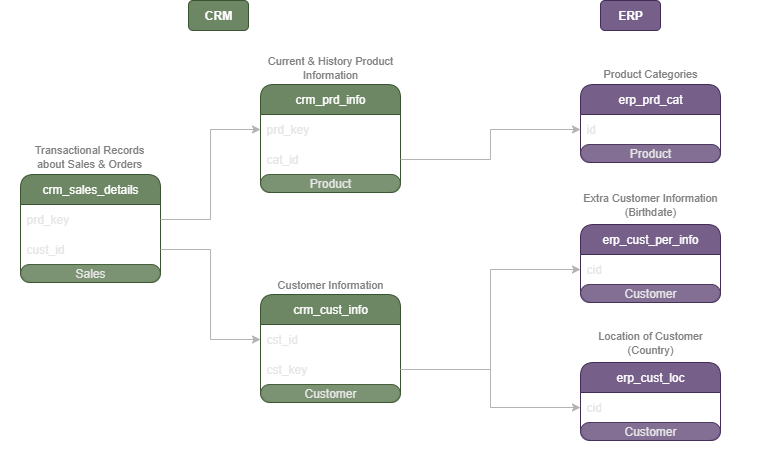 CRM
ERP
Current & History Product
Information
crm_prd_info
prd_key
cat_id
Product
Product Categories
erp_prd_cat
id
Product
Transactional Records
about Sales & Orders
crm_sales_details
prd_key
cust_id
Sales
Extra Customer Information
(Birthdate)
erp_cust_per_info
cid
Customer
Customer Information
crm_cust_info
cst_id
cst_key
Customer
Location of Customer
(Country)
erp_cust_loc
cid
Customer